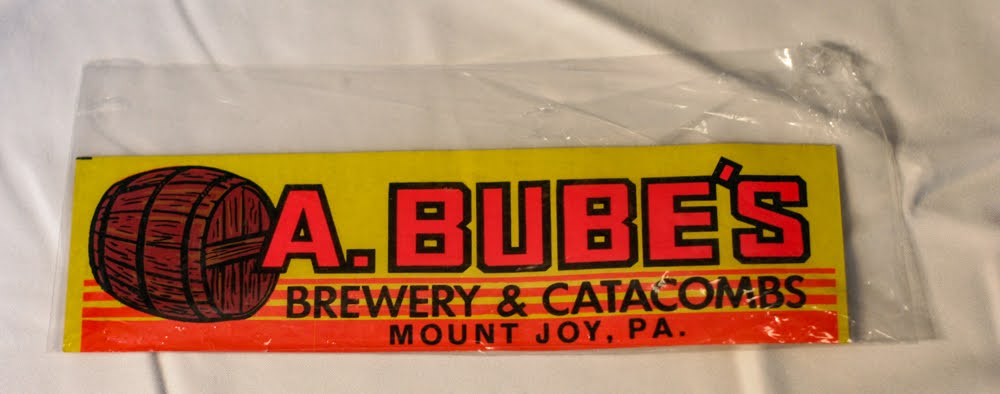 A. BUBE'S
BREWERY & CATACOMBS
MOUNT JOY, PA.